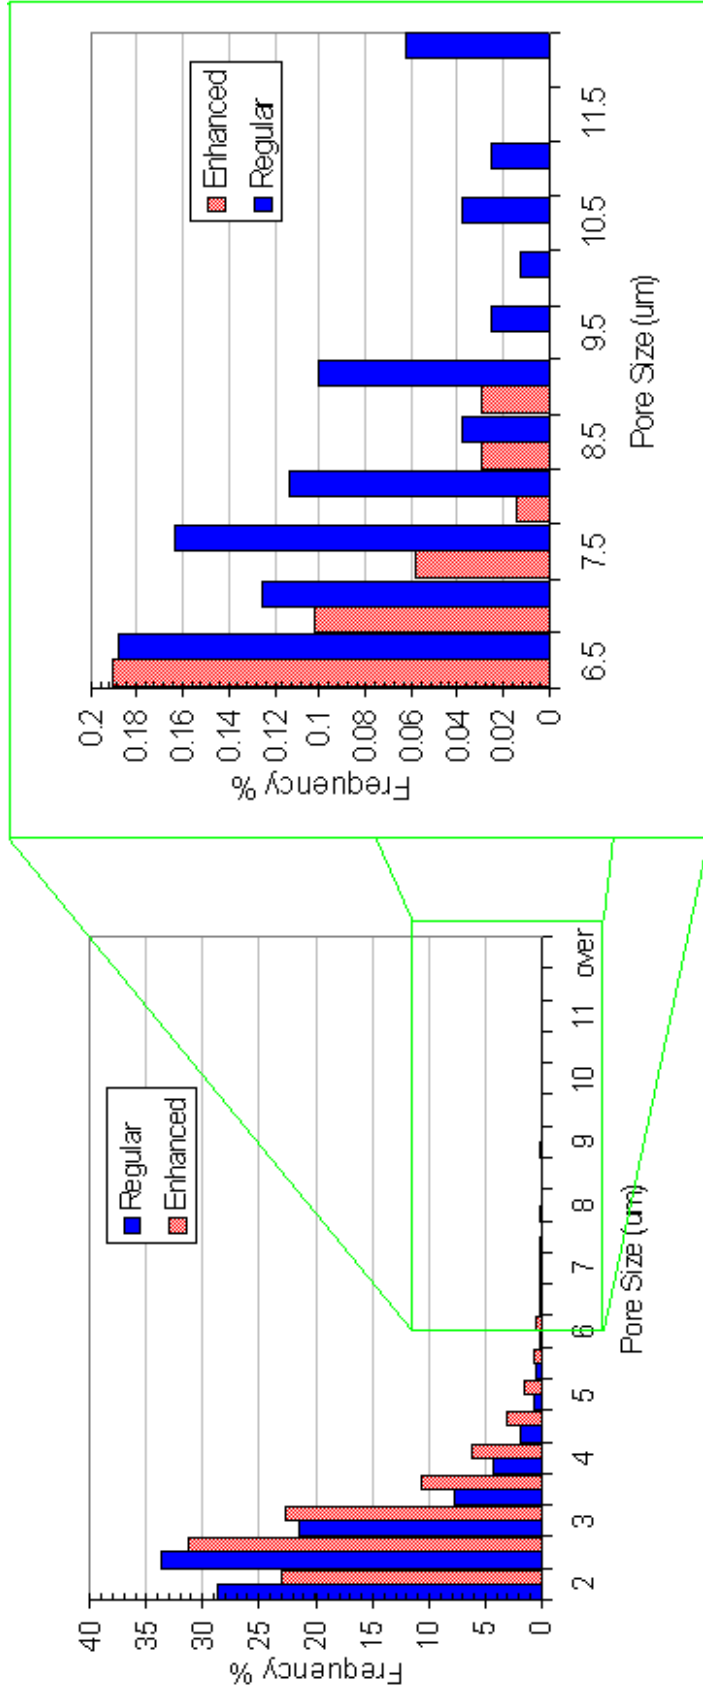 40
35
30
25
20
15
10
5
0
Frequency %
Regular
Enhanced
2 3 4 5 6 7 8 9 10 11 over
Pore Size (um)
0.2
0.18
0.16
0.14
0.12
0.1
0.08
0.06
0.04
0.02
0
Frequency %
Enhanced
Regular
6.5 7.5 8.5 9.5 10.5 11.5
Pore Size (um)